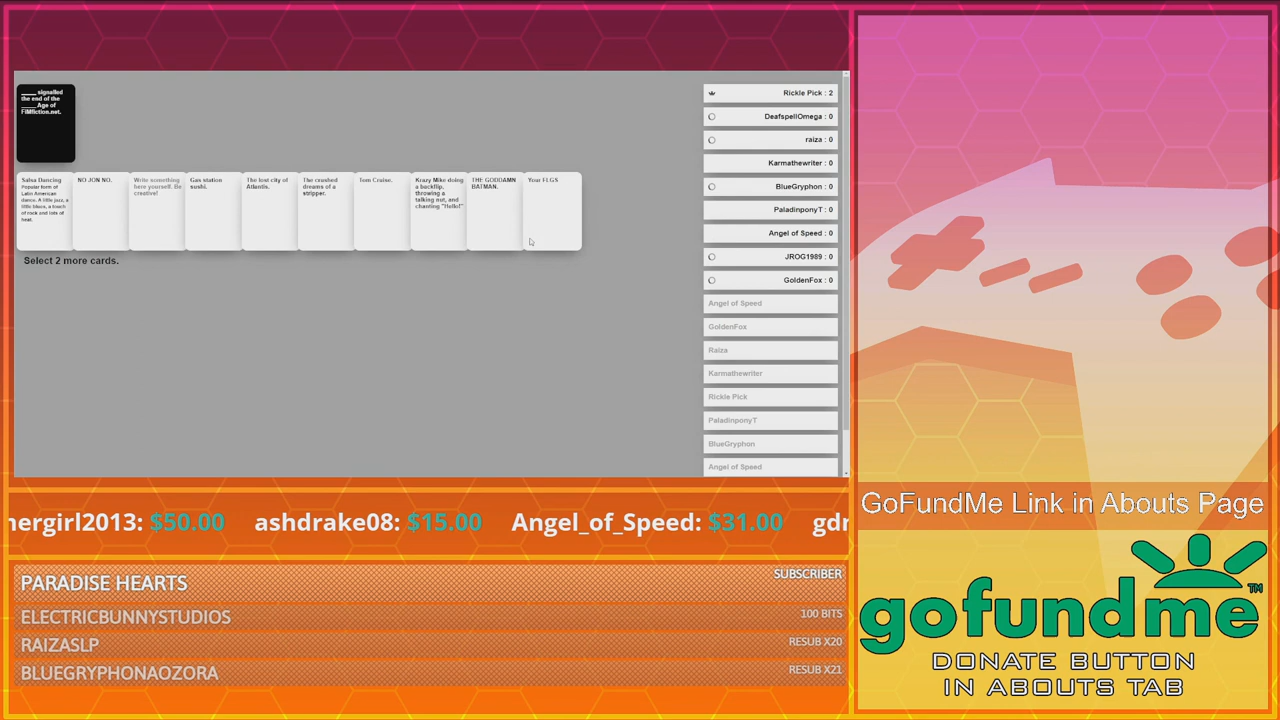 _____ signalled
the end of the
_____ Age of
FiMfiction.net.
Salsa Dancing
Popular form of
Latin American
dance. A little jazz, a
little blues, a touch
of rock and lots of
heat.
NO JON NO.
Write something
here yourself. Be
creative!
Gas station
sushi.
The lost city of
Atlantis.
The crushed
dreams of a
stripper.
Tom Cruise.
Krazy Mike doing
a backflip,
throwing a
talking nut, and
chanting "Hello!"
THE GODDAMN
BATMAN.
Your FLGS
Select 2 more cards.
Rickle Pick : 2
DeafspellOmega : 0
raiza : 0
Karmathewriter : 0
BlueGryphon : 0
PaladinponyT : 0
Angel of Speed : 0
JROG1989 : 0
GoldenFox : 0
Angel of Speed
GoldenFox
Raiza
Karmathewriter
Rickle Pick
PaladinponyT
BlueGryphon
Angel of Speed
nergirl2013: $50.00 ashdrake08: $15.00 Angel_of_Speed: $31.00 gdr
PARADISE HEARTS SUBSCRIBER
ELECTRICBUNNYSTUDIOS 100 BITS
RAIZASLP RESUB X20
BLUEGRYPHONAOZORA RESUB X21
GoFundMe Link in Abouts Page
gofundme™
DONATE BUTTON
IN ABOUTS TAB